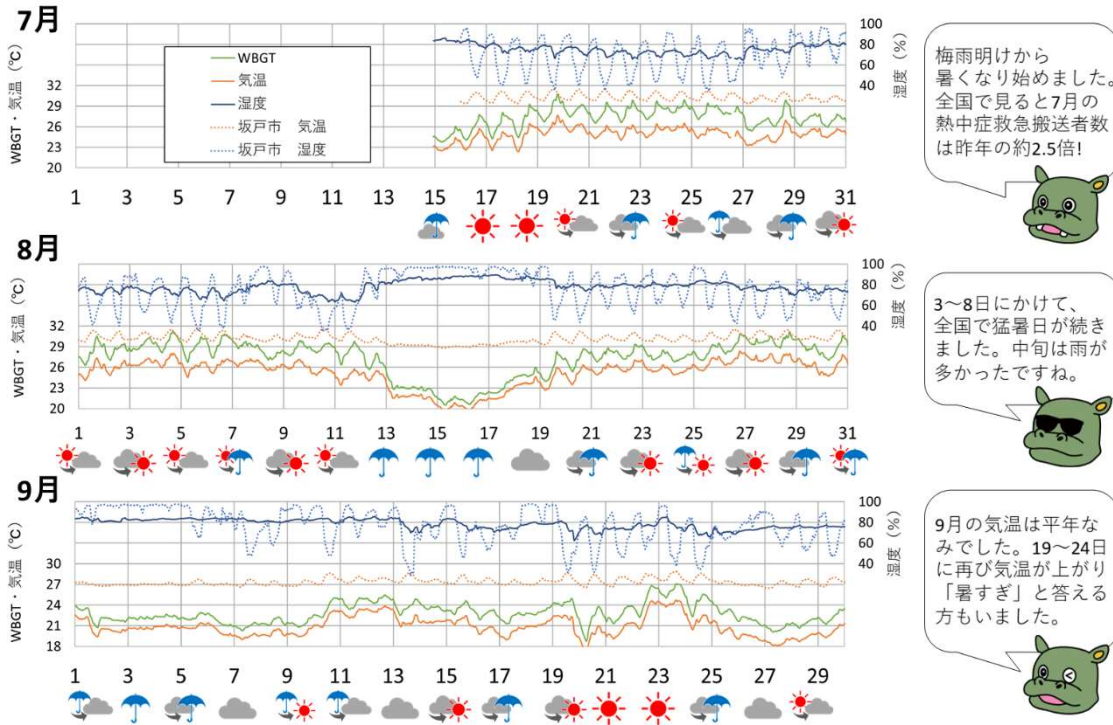 7月
WBGT・気温（℃）
32
29
26
23
20
WBGT
気温
湿度
坂戸市　気温
坂戸市　湿度
100
80
60
40
湿度（%）
1 3 5 7 9 11 13 15 17 19 21 23 25 27 29 31
梅雨明けから
暑くなり始めました。
全国で見ると7月の
熱中症救急搬送者数
は昨年の約2.5倍!
8月
WBGT・気温（℃）
32
29
26
23
20
100
80
60
40
湿度（%）
1 3 5 7 9 11 13 15 17 19 21 23 25 27 29 31
3～8日にかけて、
全国で猛暑日が続き
ました。中旬は雨が
多かったですね。
9月
WBGT・気温（℃）
30
27
24
21
18
100
80
60
40
湿度（%）
1 3 5 7 9 11 13 15 17 19 21 23 25 27 29
9月の気温は平年な
みでした。19～24日
に再び気温が上がり
「暑すぎ」と答える
方もいました。